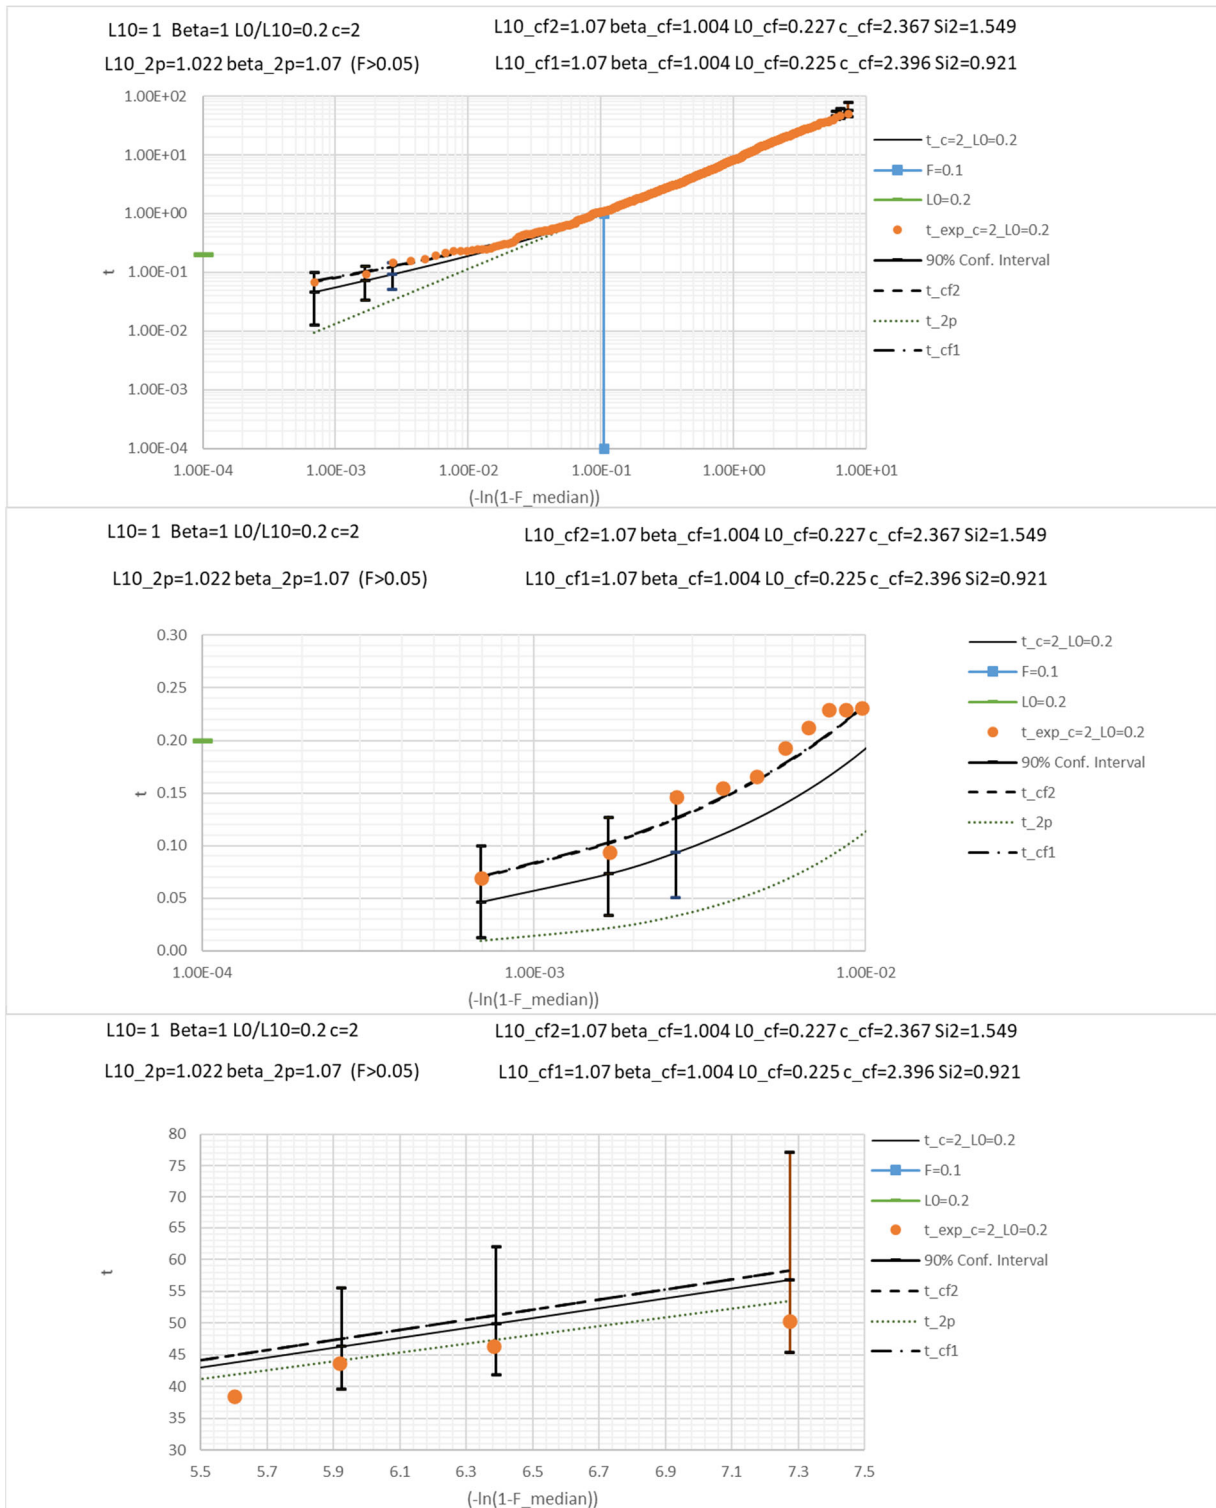 L10= 1 Beta=1 L0/L10=0.2 c=2
L10_cf2=1.07 beta_cf=1.004 L0_cf=0.227 c_cf=2.367 Si2=1.549
L10_2p=1.022 beta_2p=1.07 (F>0.05)
L10_cf1=1.07 beta_cf=1.004 L0_cf=0.225 c_cf=2.396 Si2=0.921
1.00E+02
1.00E+01
1.00E+00
1.00E-01
1.00E-02
1.00E-03
1.00E-04
t
1.00E-04 1.00E-03 1.00E-02 1.00E-01 1.00E+00 1.00E+01
(-ln(1-F_median))
t_c=2_L0=0.2
F=0.1
L0=0.2
t_exp_c=2_L0=0.2
90% Conf. Interval
t_cf2
t_2p
t_cf1
L10= 1 Beta=1 L0/L10=0.2 c=2
L10_cf2=1.07 beta_cf=1.004 L0_cf=0.227 c_cf=2.367 Si2=1.549
L10_2p=1.022 beta_2p=1.07 (F>0.05)
L10_cf1=1.07 beta_cf=1.004 L0_cf=0.225 c_cf=2.396 Si2=0.921
0.30
0.25
0.20
0.15
0.10
0.05
0.00
t
1.00E-04 1.00E-03 1.00E-02
(-ln(1-F_median))
t_c=2_L0=0.2
F=0.1
L0=0.2
t_exp_c=2_L0=0.2
90% Conf. Interval
t_cf2
t_2p
t_cf1
L10= 1 Beta=1 L0/L10=0.2 c=2
L10_cf2=1.07 beta_cf=1.004 L0_cf=0.227 c_cf=2.367 Si2=1.549
L10_2p=1.022 beta_2p=1.07 (F>0.05)
L10_cf1=1.07 beta_cf=1.004 L0_cf=0.225 c_cf=2.396 Si2=0.921
80
75
70
65
60
55
50
45
40
35
30
t
5.5 5.7 5.9 6.1 6.3 6.5 6.7 6.9 7.1 7.3 7.5
(-ln(1-F_median))
t_c=2_L0=0.2
F=0.1
L0=0.2
t_exp_c=2_L0=0.2
90% Conf. Interval
t_cf2
t_2p
t_cf1